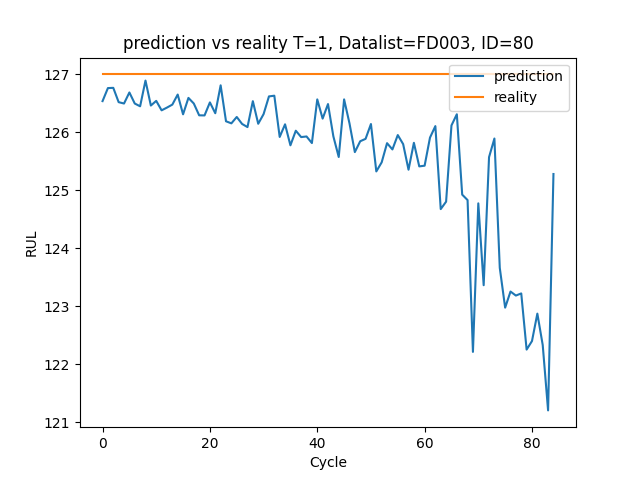 prediction vs reality T=1, Datalist=FD003, ID=80
127
126
125
124
123
122
121
RUL
prediction
reality
0
20
40
60
80
Cycle